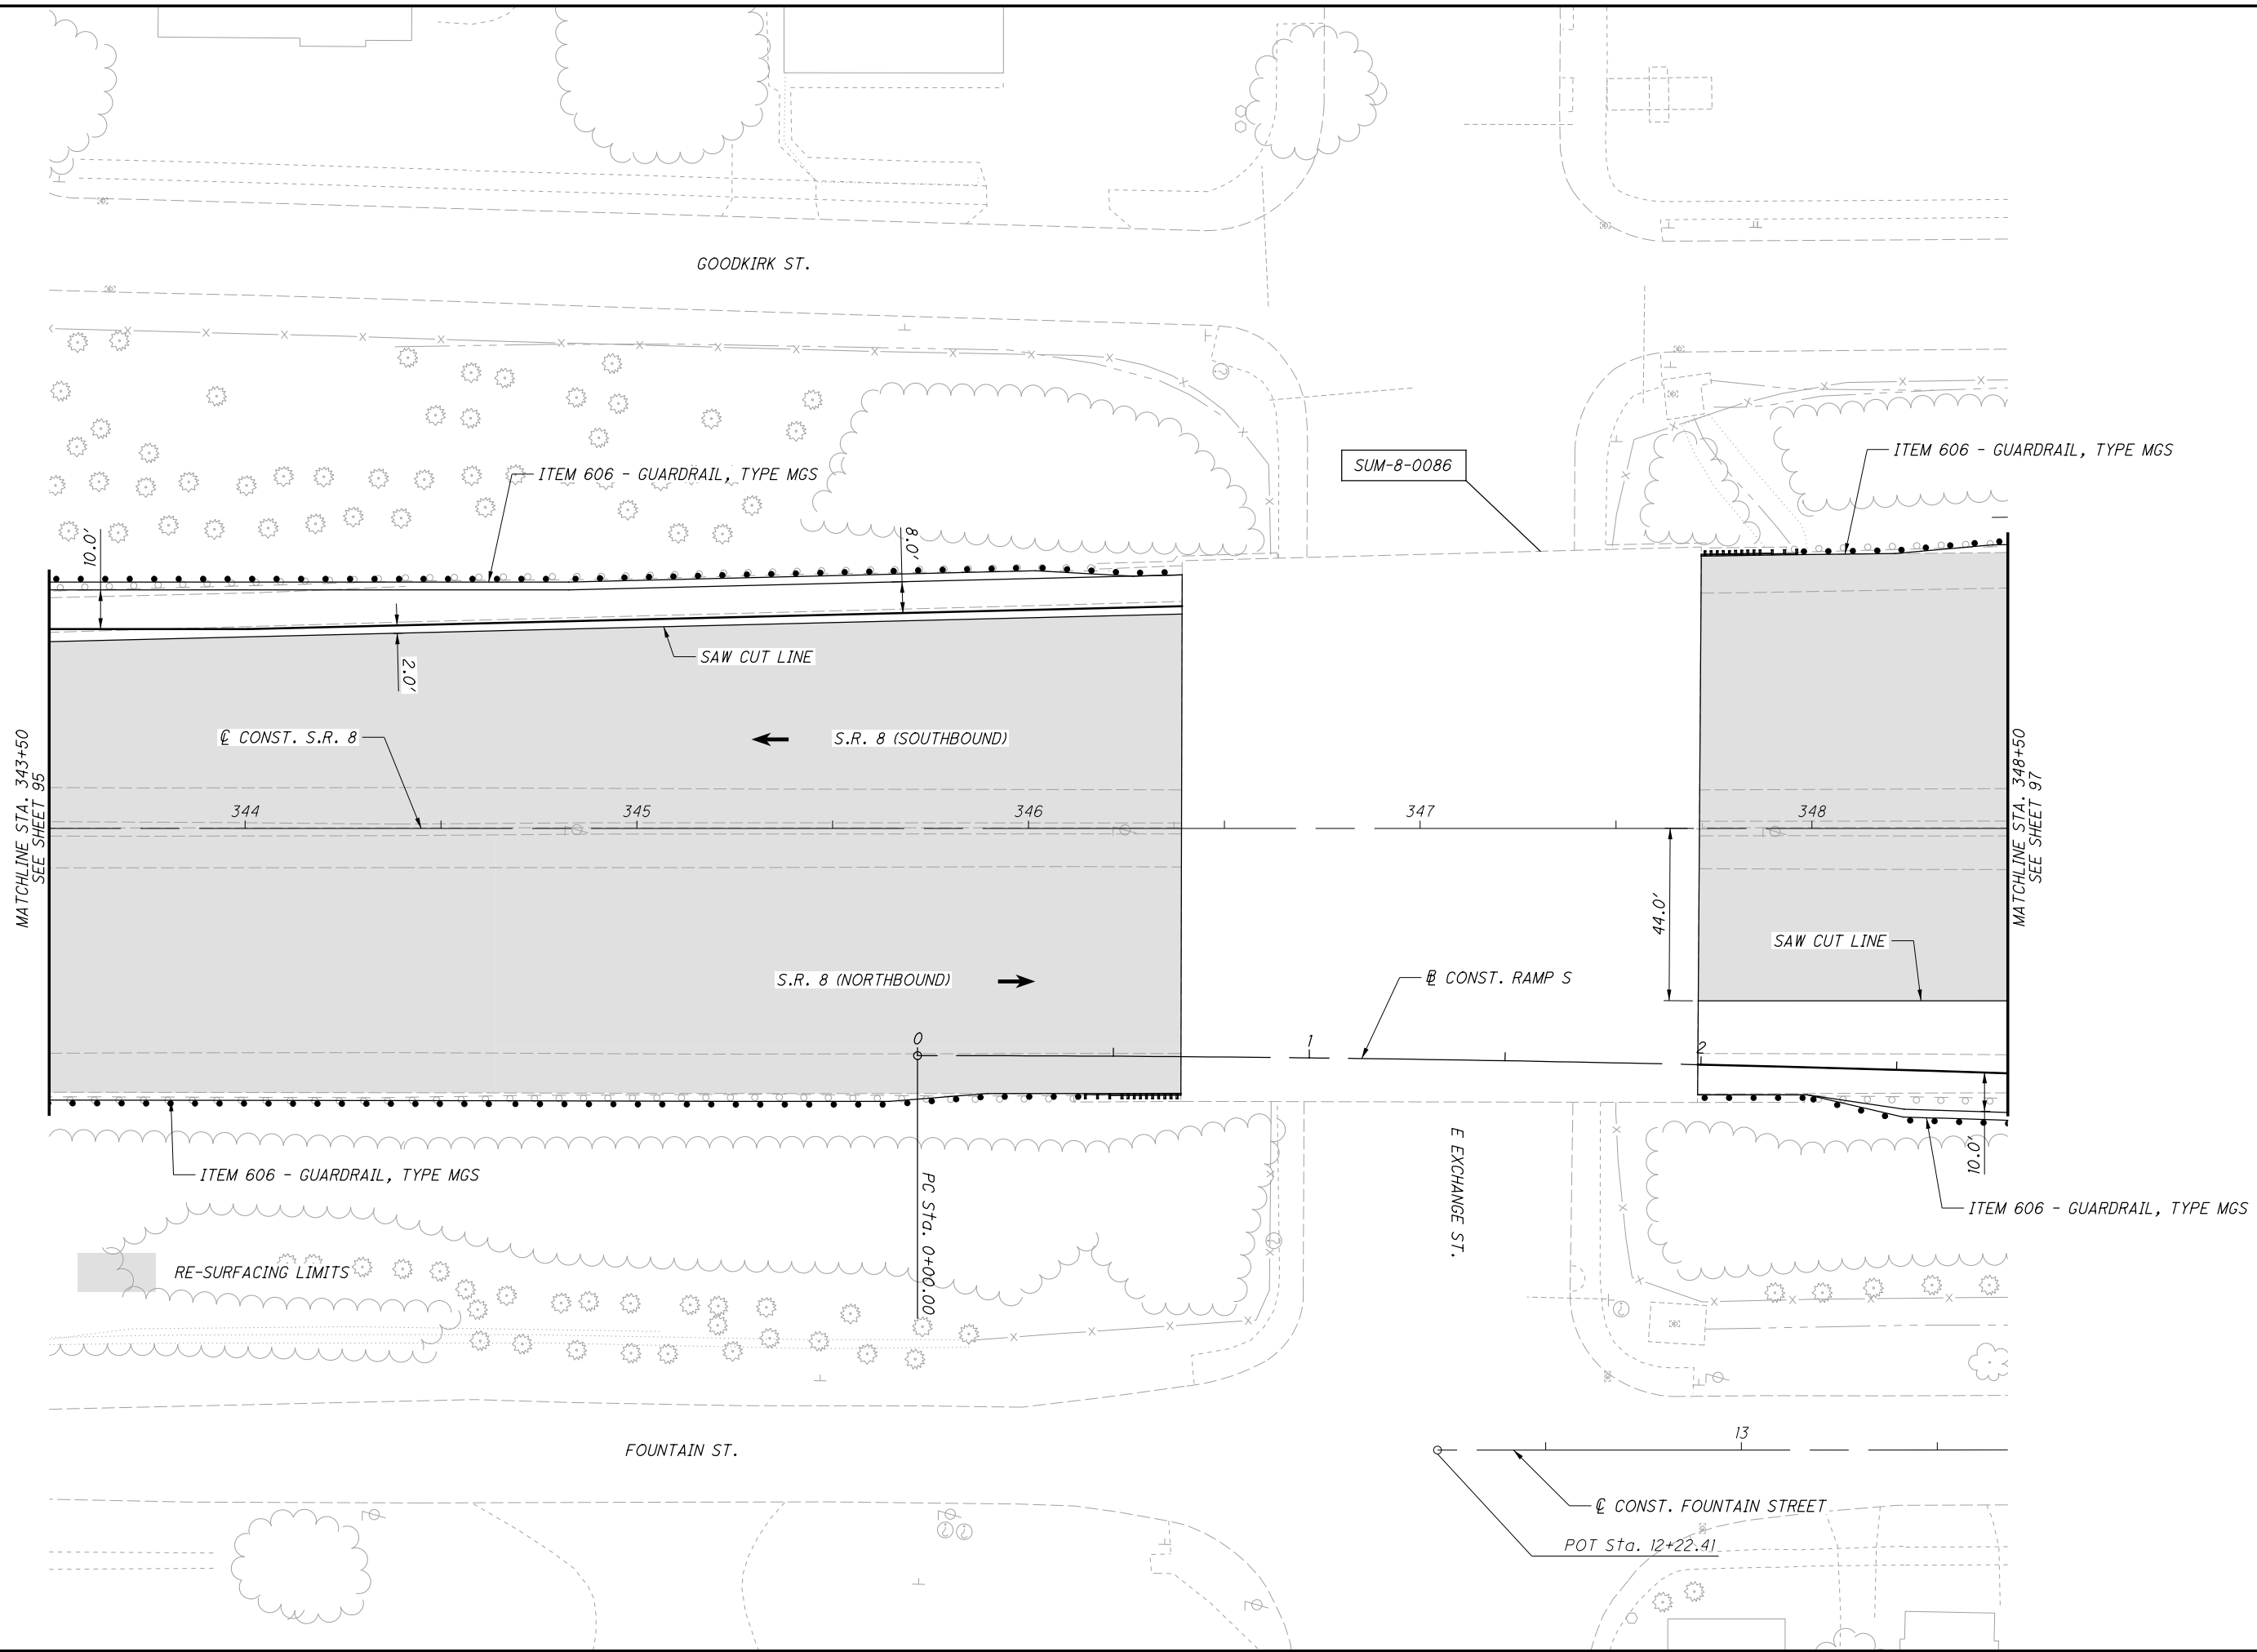 GOODKIRK ST.
SUM-8-0086
ITEM 606 - GUARDRAIL, TYPE MGS
ITEM 606 - GUARDRAIL, TYPE MGS
10.0'
8.0'
2.0'
SAW CUT LINE
℄ CONST. S.R. 8
S.R. 8 (SOUTHBOUND)
MATCHLINE STA. 343+50
SEE SHEET 95
MATCHLINE STA. 348+50
SEE SHEET 97
344
345
346
347
348
44.0'
SAW CUT LINE
S.R. 8 (NORTHBOUND)
℄ CONST. RAMP S
0
1
2
10.0'
ITEM 606 - GUARDRAIL, TYPE MGS
PC Sta. 0+00.00
E EXCHANGE ST.
ITEM 606 - GUARDRAIL, TYPE MGS
RE-SURFACING LIMITS
FOUNTAIN ST.
13
℄ CONST. FOUNTAIN STREET
POT Sta. 12+22.41